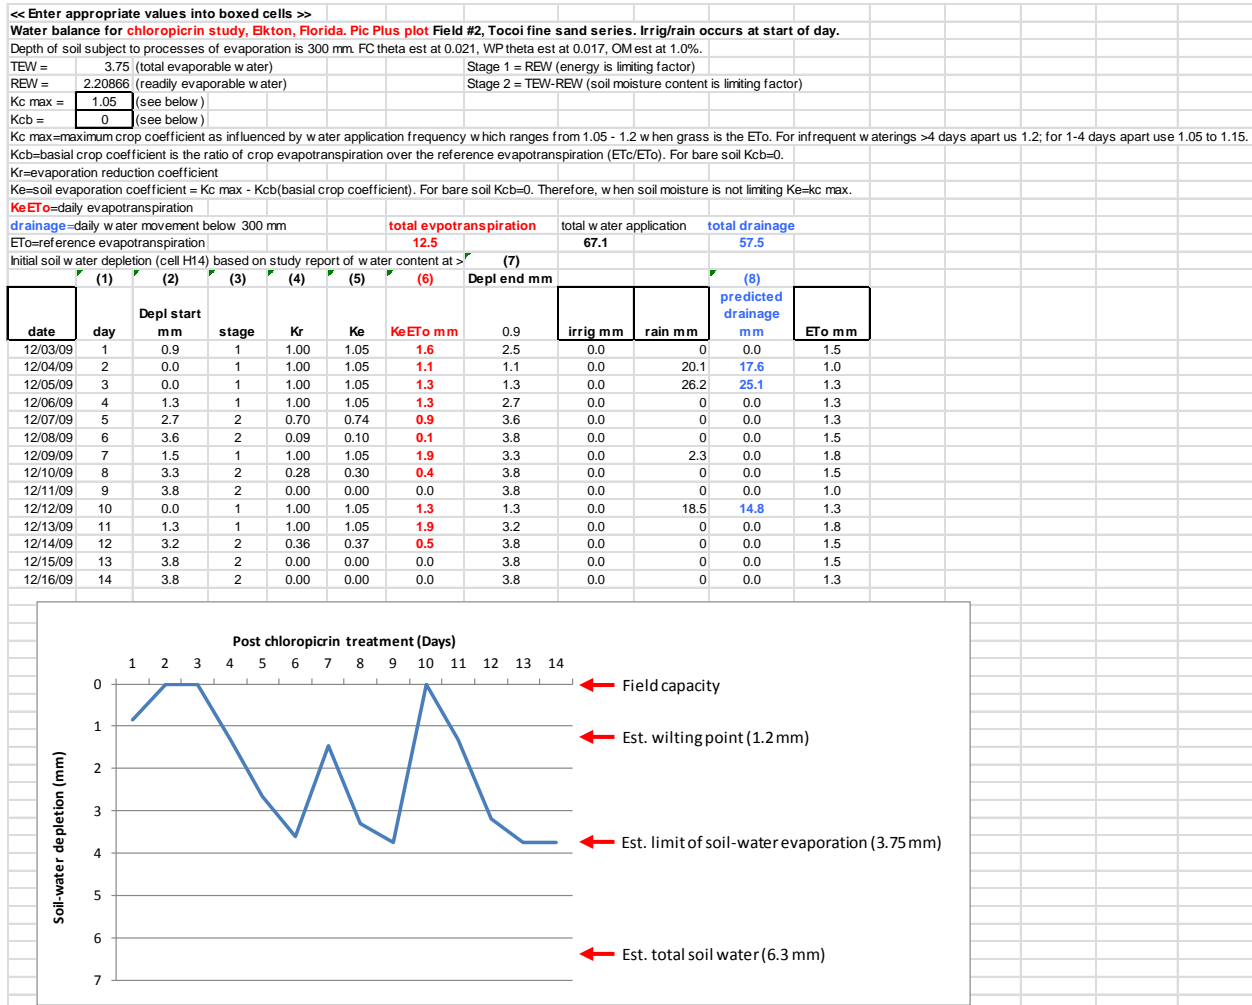 << Enter appropriate values into boxed cells >>
Water balance for chloropicrin study, Elkton, Florida. Pic Plus plot Field #2, Tocoi fine sand series. Irrig/rain occurs at start of day.
Depth of soil subject to processes of evaporation is 300 mm. FC theta est at 0.021, WP theta est at 0.017, OM est at 1.0%.
TEW = 3.75 (total evaporable water) Stage 1 = REW (energy is limiting factor)
REW = 2.20866 (readily evaporable water) Stage 2 = TEW-REW (soil moisture content is limiting factor)
Kc max = 1.05 (see below)
Kcb = 0 (see below)
Kc max=maximum crop coefficient as influenced by water application frequency which ranges from 1.05 - 1.2 when grass is the ETo. For infrequent waterings >4 days apart us 1.2; for 1-4 days apart use 1.05 to 1.15.
Kcb=basial crop coefficient is the ratio of crop evapotranspiration over the reference evapotranspiration (ETc/ETo). For bare soil Kcb=0.
Kr=evaporation reduction coefficient
Ke=soil evaporation coefficient = Kc max - Kcb(basial crop coefficient). For bare soil Kcb=0. Therefore, when soil moisture is not limiting Ke=kc max.
KeETo=daily evapotranspiration
drainage=daily water movement below 300 mm total evpotranspiration total water application total drainage
ETo=reference evapotranspiration 12.5 67.1 57.5
Initial soil water depletion (cell H14) based on study report of water content at > (7)
(1) (2) (3) (4) (5) (6) Depl end mm (8)
date day Depl start mm stage Kr Ke KeETo mm 0.9 irrig mm rain mm predicted drainage mm ETo mm
12/03/09 1 0.9 1 1.00 1.05 1.6 2.5 0.0 0 0.0 1.5
12/04/09 2 0.0 1 1.00 1.05 1.1 1.1 0.0 20.1 17.6 1.0
12/05/09 3 0.0 1 1.00 1.05 1.3 1.3 0.0 26.2 25.1 1.3
12/06/09 4 1.3 1 1.00 1.05 1.3 2.7 0.0 0 0.0 1.3
12/07/09 5 2.7 2 0.70 0.74 0.9 3.6 0.0 0 0.0 1.3
12/08/09 6 3.6 2 0.09 0.10 0.1 3.8 0.0 0 0.0 1.5
12/09/09 7 1.5 1 1.00 1.05 1.9 3.3 0.0 2.3 0.0 1.8
12/10/09 8 3.3 2 0.28 0.30 0.4 3.8 0.0 0 0.0 1.5
12/11/09 9 3.8 2 0.00 0.00 0.0 3.8 0.0 0 0.0 1.0
12/12/09 10 0.0 1 1.00 1.05 1.3 1.3 0.0 18.5 14.8 1.3
12/13/09 11 1.3 1 1.00 1.05 1.9 3.2 0.0 0 0.0 1.8
12/14/09 12 3.2 2 0.36 0.37 0.5 3.8 0.0 0 0.0 1.5
12/15/09 13 3.8 2 0.00 0.00 0.0 3.8 0.0 0 0.0 1.5
12/16/09 14 3.8 2 0.00 0.00 0.0 3.8 0.0 0 0.0 1.3
Post chloropicrin treatment (Days)
1 2 3 4 5 6 7 8 9 10 11 12 13 14
Soil-water depletion (mm)
0
1
2
3
4
5
6
7
Field capacity
Est. wilting point (1.2 mm)
Est. limit of soil-water evaporation (3.75 mm)
Est. total soil water (6.3 mm)